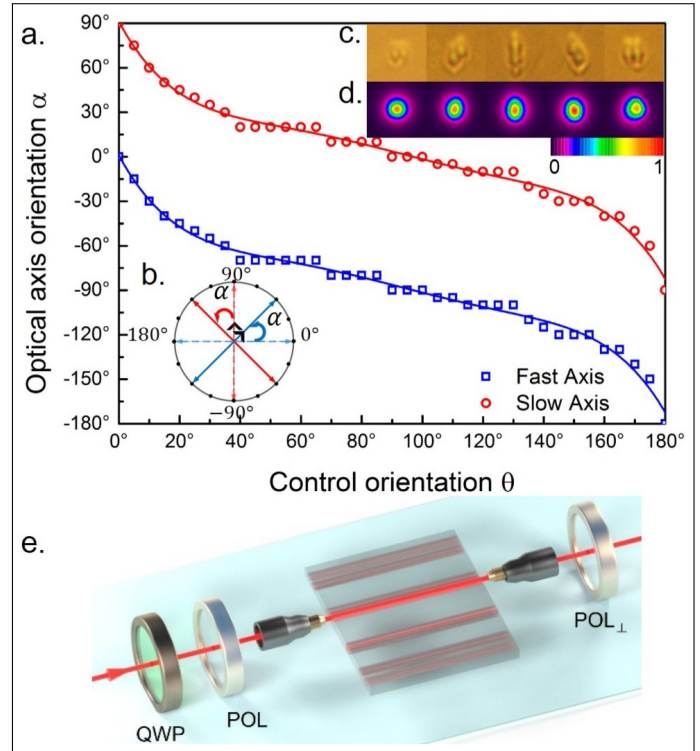 a.
90°
60°
30°
0°
-30°
-60°
-90°
-120°
-150°
-180°
Optical axis orientation α
c.
d.
0 1
b.
90°
α
α
-180°
0°
−90°
Fast Axis
Slow Axis
0° 20° 40° 60° 80° 100° 120° 140° 160° 180°
Control orientation θ
e.
QWP
POL
POL⊥